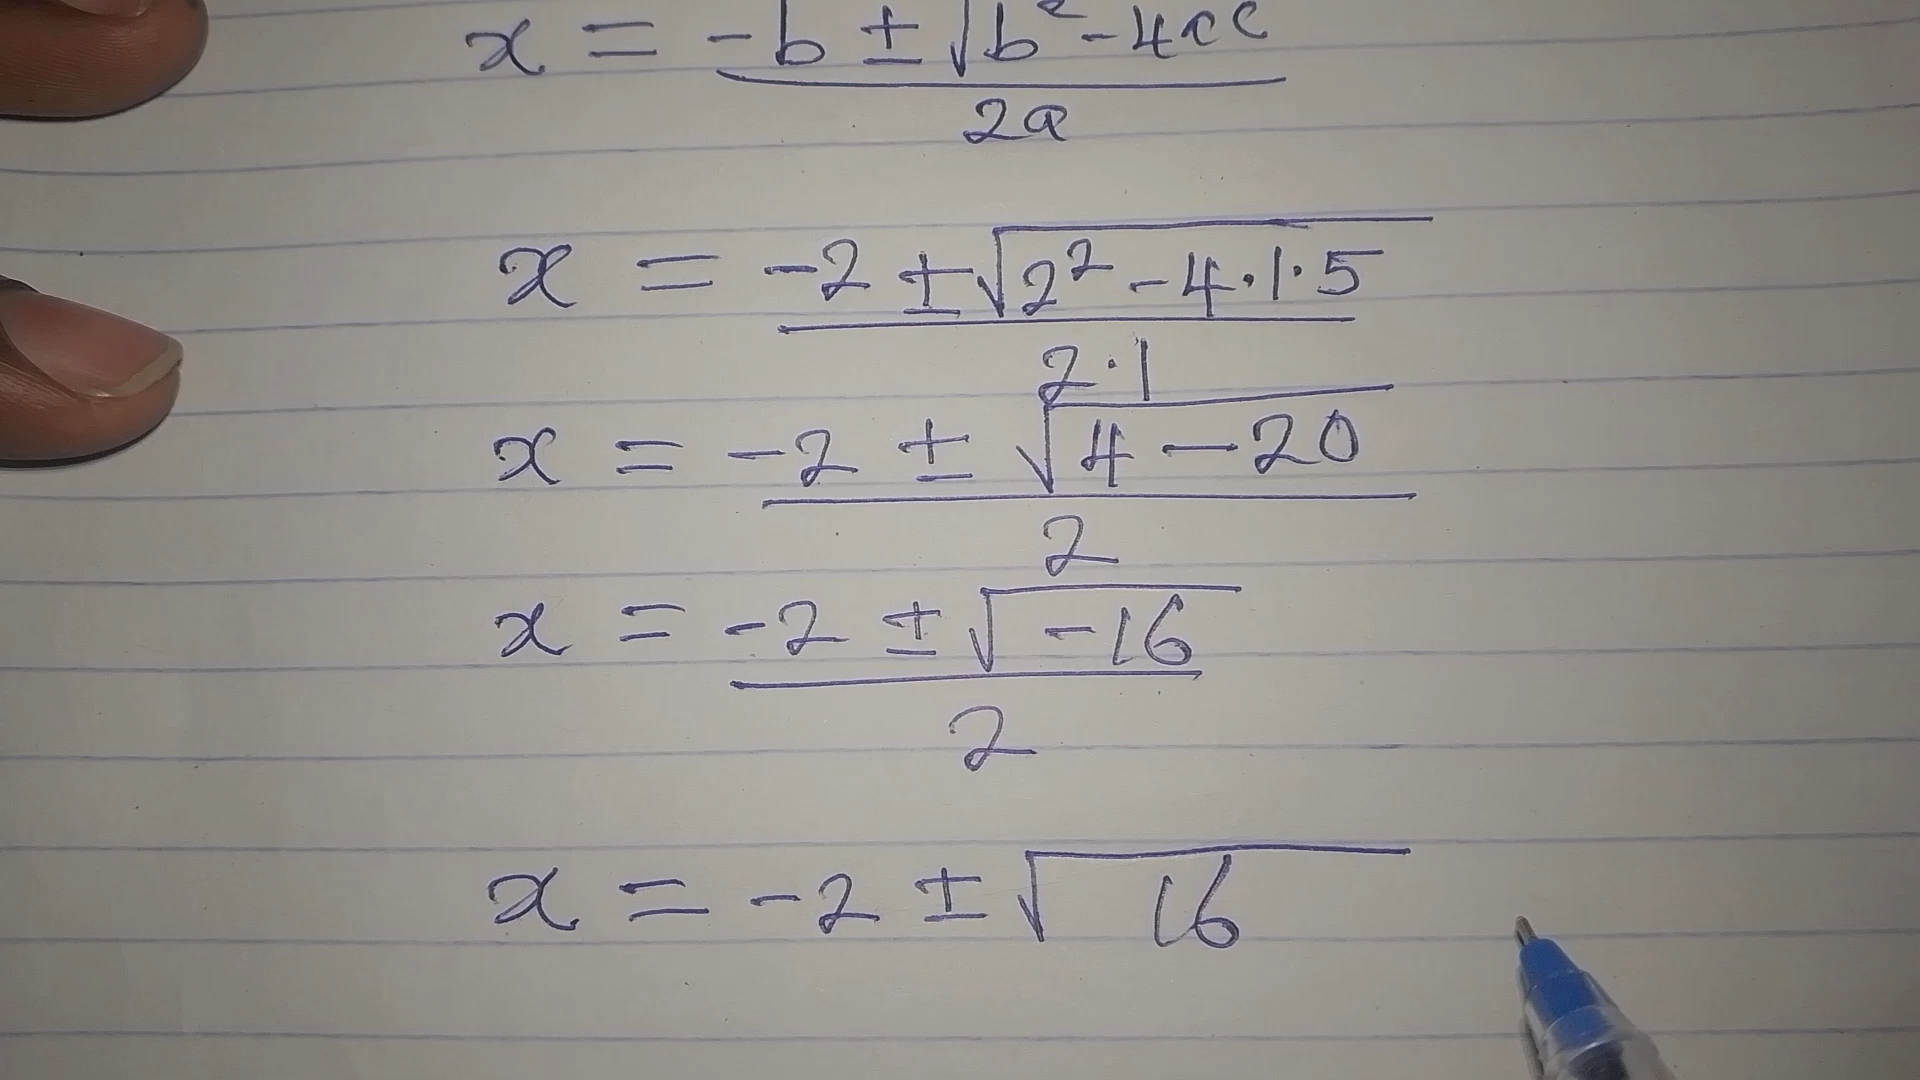 x = -b ± √b² - 4ac
2a
x = -2 ± √2² - 4·1·5
2·1
x = -2 ± √4 - 20
2
x = -2 ± √-16
2
x = -2 ± √16